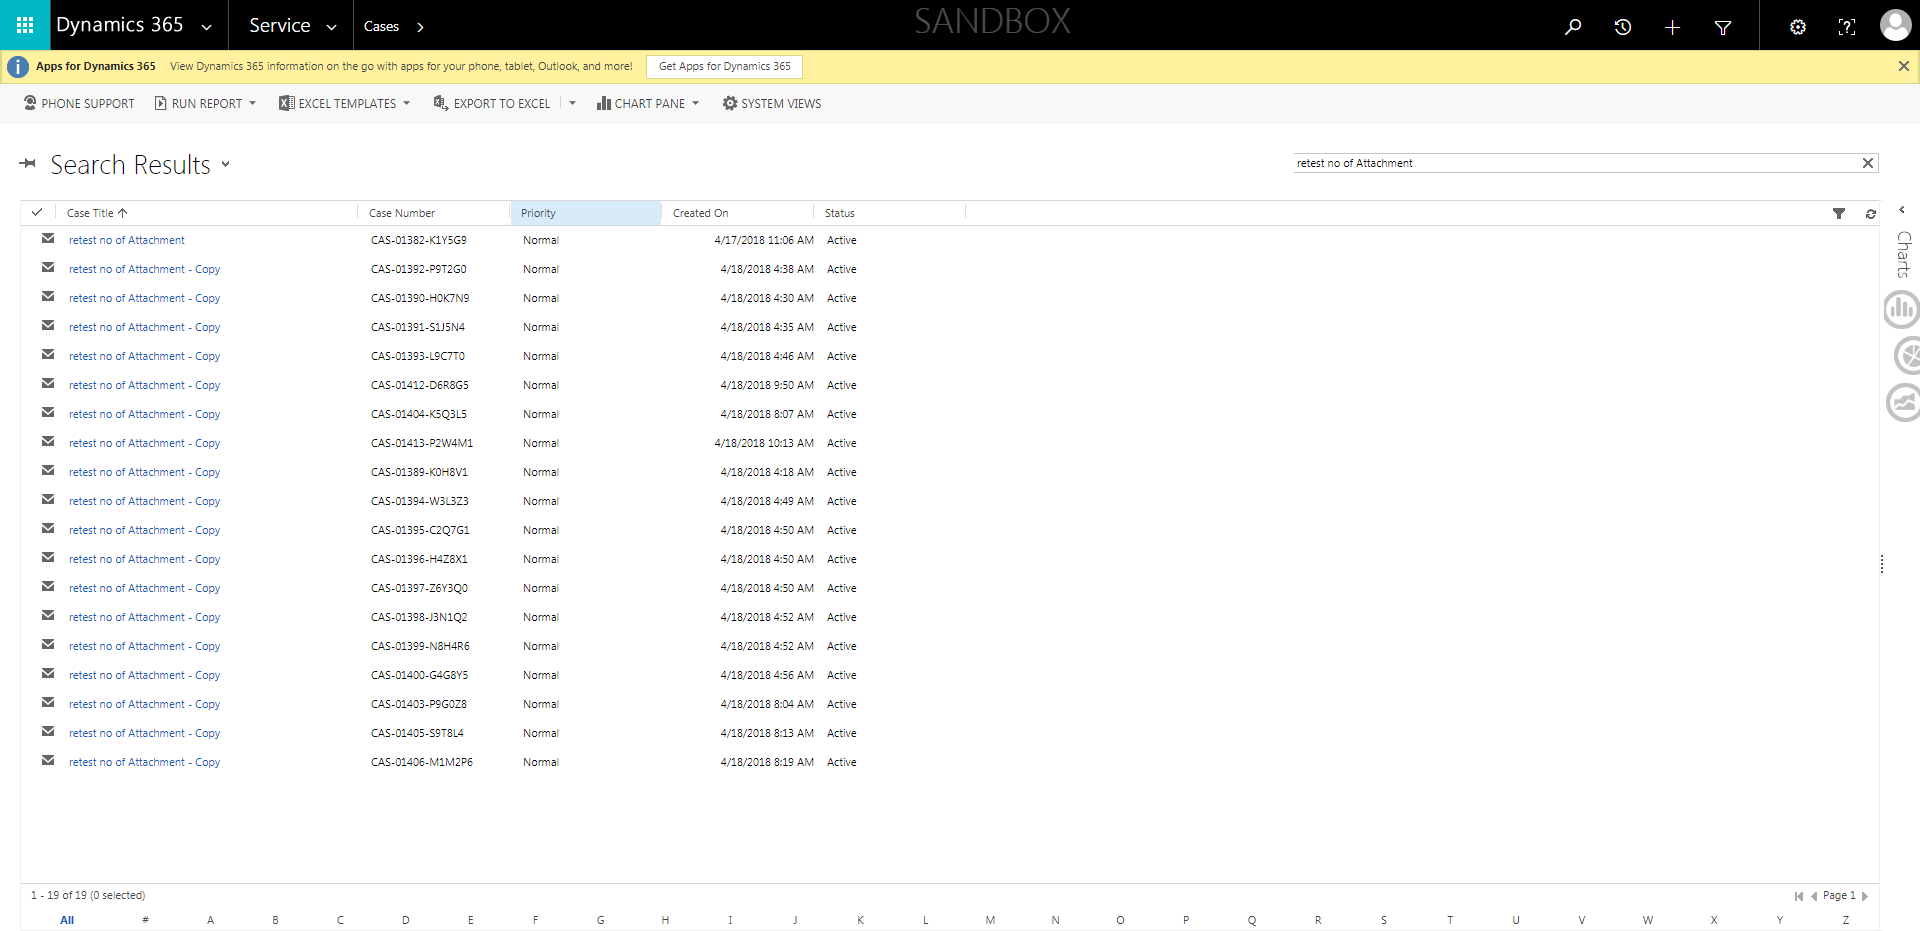 Dynamics 365 Service Cases SANDBOX
Apps for Dynamics 365 View Dynamics 365 information on the go with apps for your phone, tablet, Outlook, and more! Get Apps for Dynamics 365
PHONE SUPPORT RUN REPORT EXCEL TEMPLATES EXPORT TO EXCEL CHART PANE SYSTEM VIEWS
Search Results retest no of Attachment
Case Title Case Number Priority Created On Status
retest no of Attachment CAS-01382-K1Y5G9 Normal 4/17/2018 11:06 AM Active
retest no of Attachment - Copy CAS-01392-P9T2G0 Normal 4/18/2018 4:38 AM Active
retest no of Attachment - Copy CAS-01390-H0K7N9 Normal 4/18/2018 4:30 AM Active
retest no of Attachment - Copy CAS-01391-S1J5N4 Normal 4/18/2018 4:35 AM Active
retest no of Attachment - Copy CAS-01393-L9C7T0 Normal 4/18/2018 4:46 AM Active
retest no of Attachment - Copy CAS-01412-D6R8G5 Normal 4/18/2018 9:50 AM Active
retest no of Attachment - Copy CAS-01404-K5Q3L5 Normal 4/18/2018 8:07 AM Active
retest no of Attachment - Copy CAS-01413-P2W4M1 Normal 4/18/2018 10:13 AM Active
retest no of Attachment - Copy CAS-01389-K0H8V1 Normal 4/18/2018 4:18 AM Active
retest no of Attachment - Copy CAS-01394-W3L3Z3 Normal 4/18/2018 4:49 AM Active
retest no of Attachment - Copy CAS-01395-C2Q7G1 Normal 4/18/2018 4:50 AM Active
retest no of Attachment - Copy CAS-01396-H4Z8X1 Normal 4/18/2018 4:50 AM Active
retest no of Attachment - Copy CAS-01397-Z6Y3Q0 Normal 4/18/2018 4:50 AM Active
retest no of Attachment - Copy CAS-01398-J3N1Q2 Normal 4/18/2018 4:52 AM Active
retest no of Attachment - Copy CAS-01399-N8H4R6 Normal 4/18/2018 4:52 AM Active
retest no of Attachment - Copy CAS-01400-G4G8Y5 Normal 4/18/2018 4:56 AM Active
retest no of Attachment - Copy CAS-01403-P9G0Z8 Normal 4/18/2018 8:04 AM Active
retest no of Attachment - Copy CAS-01405-S9T8L4 Normal 4/18/2018 8:13 AM Active
retest no of Attachment - Copy CAS-01406-M1M2P6 Normal 4/18/2018 8:19 AM Active
Charts
1 - 19 of 19 (0 selected) Page 1
All # A B C D E F G H I J K L M N O P Q R S T U V W X Y Z